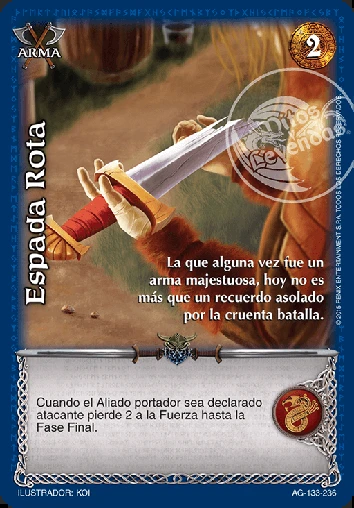 ARMA
2
Espada Rota
mitos
y leyendas
La que alguna vez fue un
arma majestuosa, hoy no es
más que un recuerdo asolado
por la cruenta batalla.
Cuando el Aliado portador sea declarado
atacante pierde 2 a la Fuerza hasta la
Fase Final.
ILUSTRADOR: KOI
AG-133-236